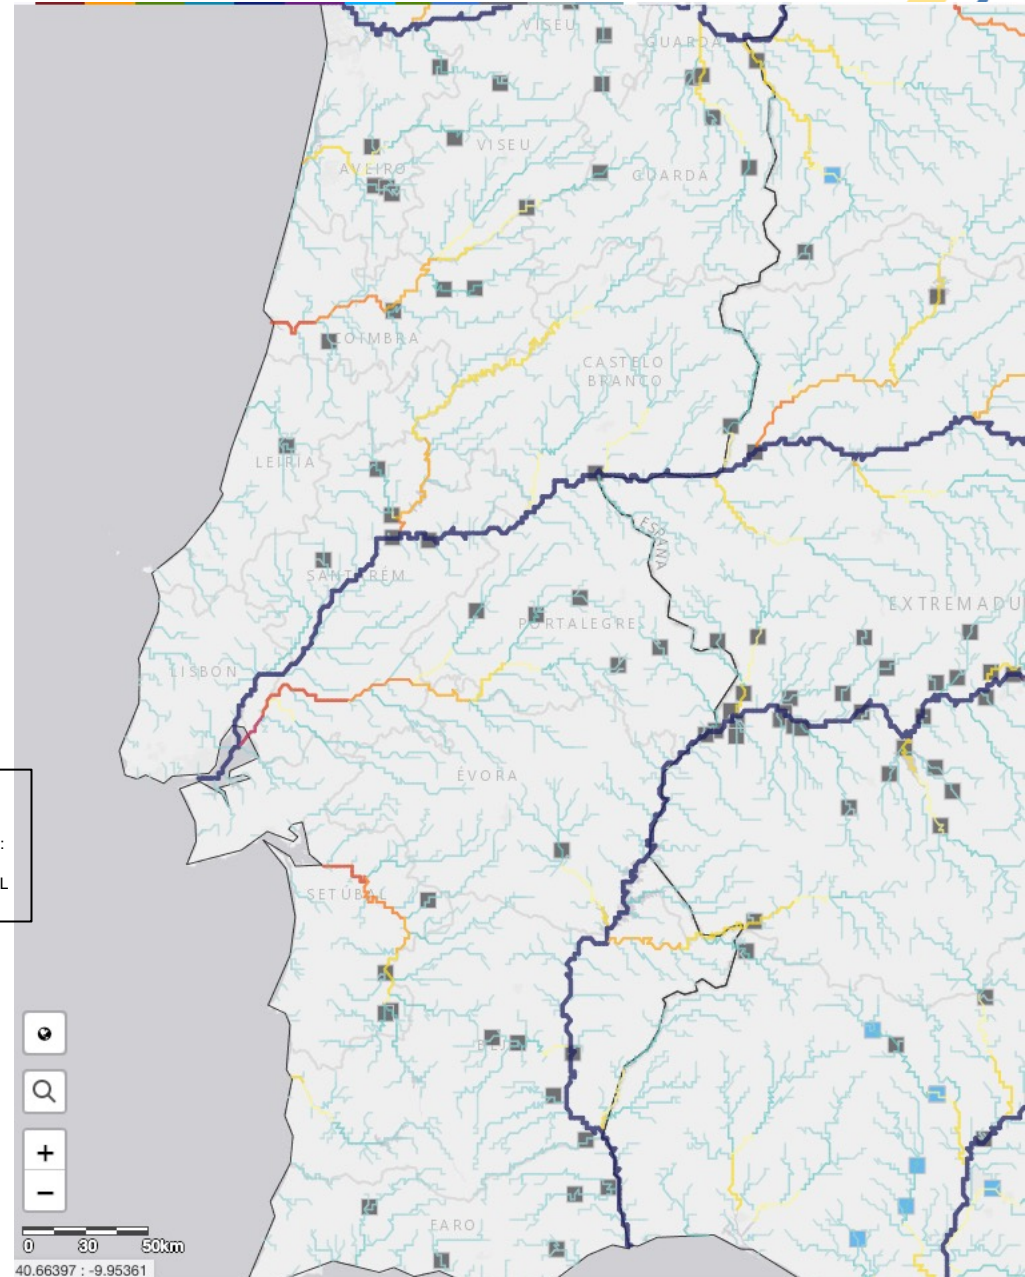 VISEU
GUARDA
VISEU
AVEIRO
GUARDA
COIMBRA
CASTELO
BRANCO
LEIRIA
ESPAÑA
SANTARÉM
EXTREMADU
PORTALEGRE
LISBON
ÉVORA
:
L
SETÚBAL
BEJA
FARO
+
−
0 30 50km
40.66397 : -9.95361